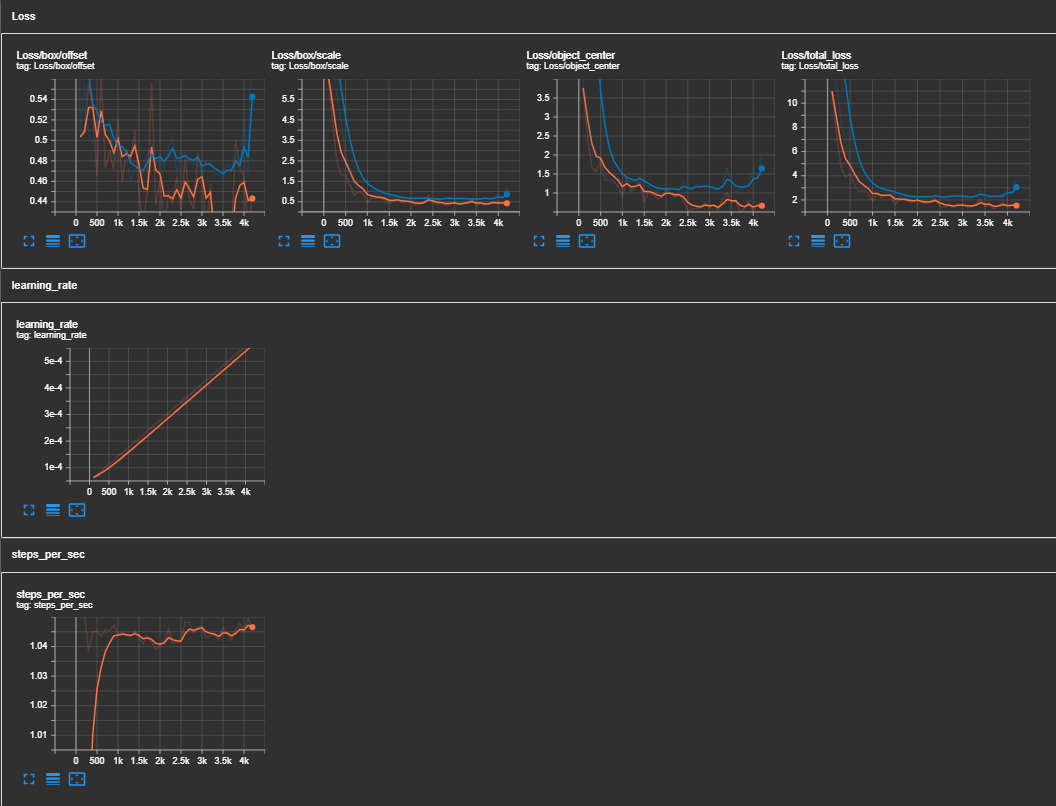 Loss
Loss/box/offset
tag: Loss/box/offset
0.54
0.52
0.5
0.48
0.46
0.44
0 500 1k 1.5k 2k 2.5k 3k 3.5k 4k
Loss/box/scale
tag: Loss/box/scale
5.5
4.5
3.5
2.5
1.5
0.5
0 500 1k 1.5k 2k 2.5k 3k 3.5k 4k
Loss/object_center
tag: Loss/object_center
3.5
3
2.5
2
1.5
1
0 500 1k 1.5k 2k 2.5k 3k 3.5k 4k
Loss/total_loss
tag: Loss/total_loss
10
8
6
4
2
0 500 1k 1.5k 2k 2.5k 3k 3.5k 4k
learning_rate
learning_rate
tag: learning_rate
5e-4
4e-4
3e-4
2e-4
1e-4
0 500 1k 1.5k 2k 2.5k 3k 3.5k 4k
steps_per_sec
steps_per_sec
tag: steps_per_sec
1.04
1.03
1.02
1.01
0 500 1k 1.5k 2k 2.5k 3k 3.5k 4k